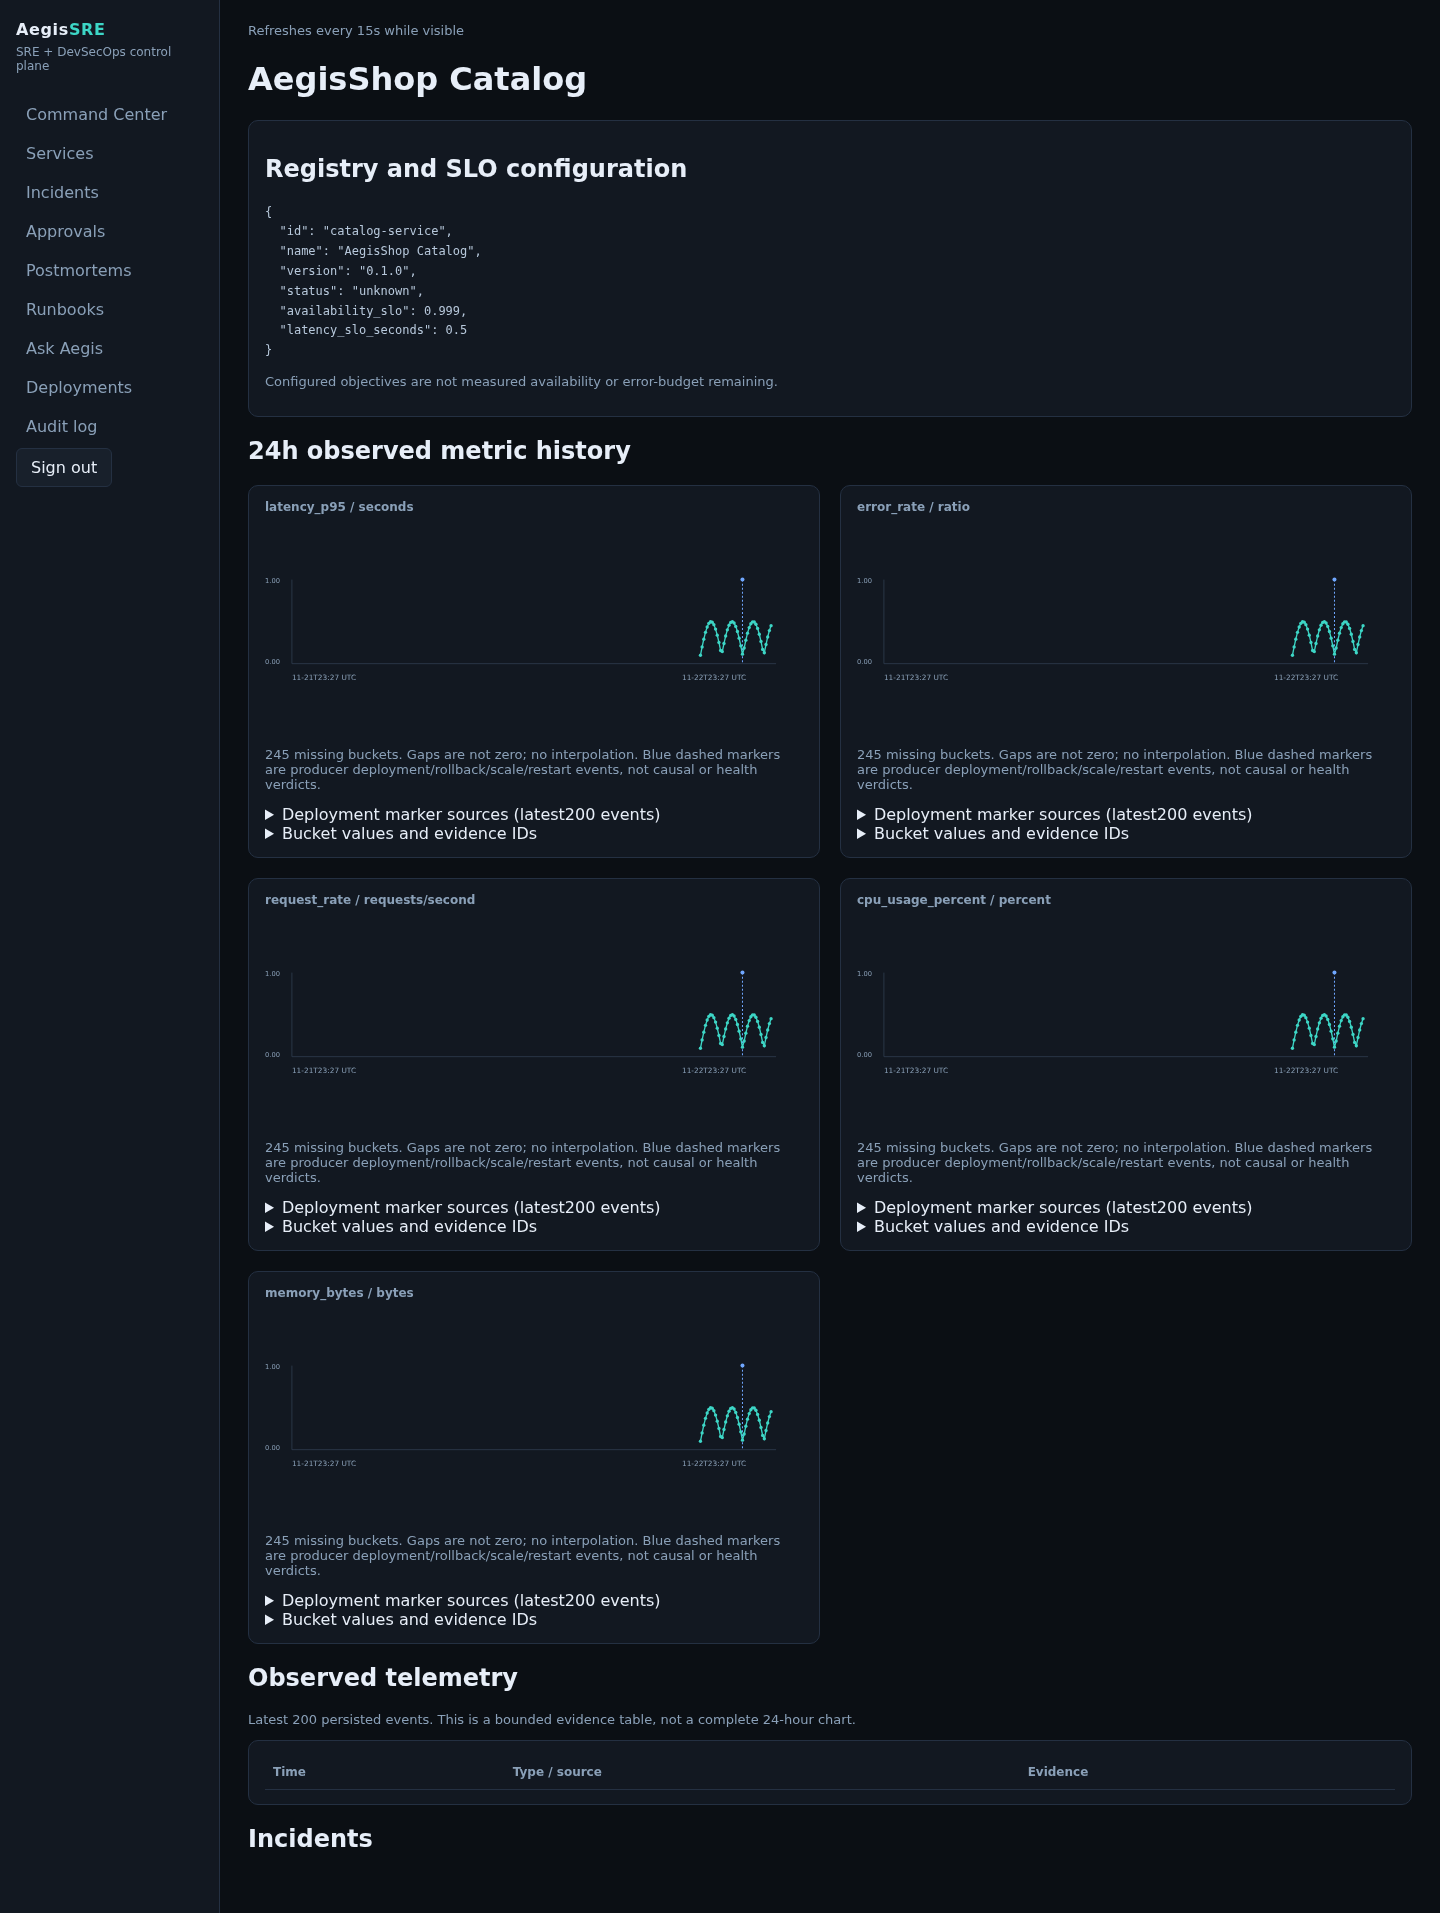 AegisSRE
SRE + DevSecOps control
plane
Command Center
Services
Incidents
Approvals
Postmortems
Runbooks
Ask Aegis
Deployments
Audit log
Sign out
Refreshes every 15s while visible
AegisShop Catalog
Registry and SLO configuration
{
  "id": "catalog-service",
  "name": "AegisShop Catalog",
  "version": "0.1.0",
  "status": "unknown",
  "availability_slo": 0.999,
  "latency_slo_seconds": 0.5
}
Configured objectives are not measured availability or error-budget remaining.
24h observed metric history
latency_p95 / seconds
1.00
0.00
11-21T23:27 UTC
11-22T23:27 UTC
245 missing buckets. Gaps are not zero; no interpolation. Blue dashed markers
are producer deployment/rollback/scale/restart events, not causal or health
verdicts.
Deployment marker sources (latest200 events)
Bucket values and evidence IDs
error_rate / ratio
1.00
0.00
11-21T23:27 UTC
11-22T23:27 UTC
245 missing buckets. Gaps are not zero; no interpolation. Blue dashed markers
are producer deployment/rollback/scale/restart events, not causal or health
verdicts.
Deployment marker sources (latest200 events)
Bucket values and evidence IDs
request_rate / requests/second
1.00
0.00
11-21T23:27 UTC
11-22T23:27 UTC
245 missing buckets. Gaps are not zero; no interpolation. Blue dashed markers
are producer deployment/rollback/scale/restart events, not causal or health
verdicts.
Deployment marker sources (latest200 events)
Bucket values and evidence IDs
cpu_usage_percent / percent
1.00
0.00
11-21T23:27 UTC
11-22T23:27 UTC
245 missing buckets. Gaps are not zero; no interpolation. Blue dashed markers
are producer deployment/rollback/scale/restart events, not causal or health
verdicts.
Deployment marker sources (latest200 events)
Bucket values and evidence IDs
memory_bytes / bytes
1.00
0.00
11-21T23:27 UTC
11-22T23:27 UTC
245 missing buckets. Gaps are not zero; no interpolation. Blue dashed markers
are producer deployment/rollback/scale/restart events, not causal or health
verdicts.
Deployment marker sources (latest200 events)
Bucket values and evidence IDs
Observed telemetry
Latest 200 persisted events. This is a bounded evidence table, not a complete 24-hour chart.
Time Type / source Evidence
Incidents